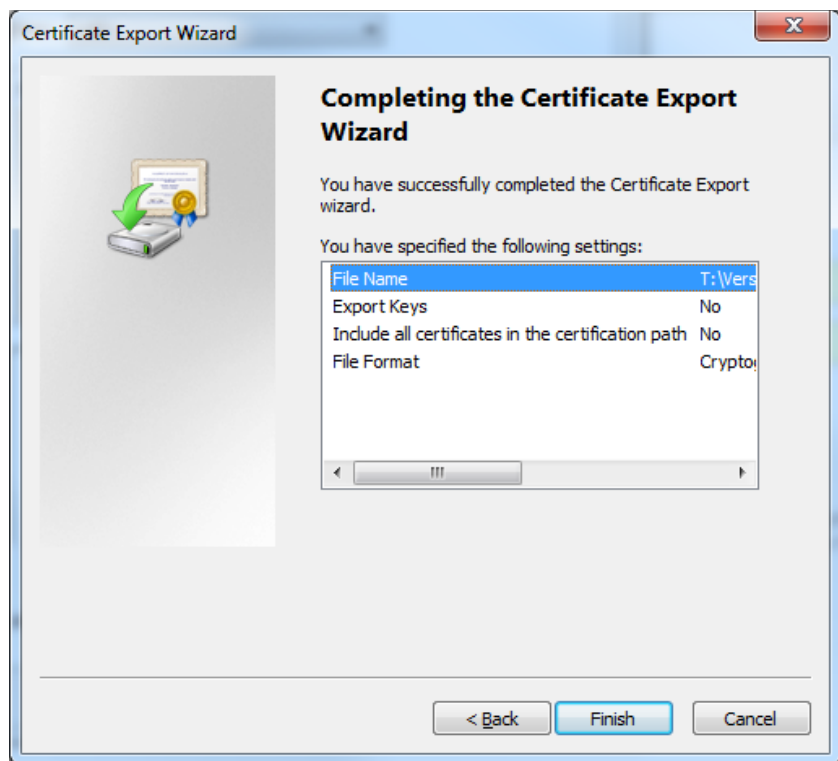 Certificate Export Wizard
Completing the Certificate Export
Wizard
You have successfully completed the Certificate Export
wizard.
You have specified the following settings:
File Name T:\Vers
Export Keys No
Include all certificates in the certification path No
File Format Crypto
< Back Finish Cancel